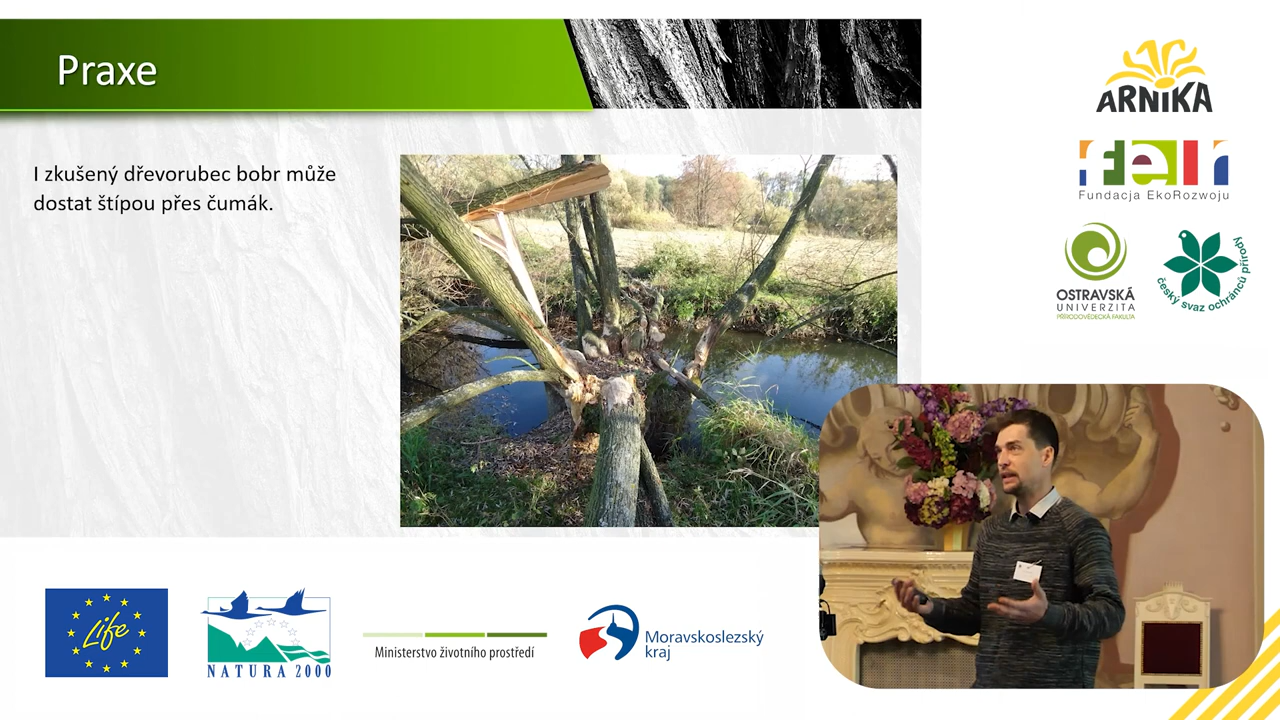 Praxe
I zkušený dřevorubec bobr může
dostat štípou přes čumák.
ARNIKA
feli
Fundacja EkoRozwoju
OSTRAVSKÁ
UNIVERZITA
PŘÍRODOVĚDECKÁ FAKULTA
český svaz ochránců přírody
Life
NATURA 2000
Ministerstvo životního prostředí
Moravskoslezský
kraj